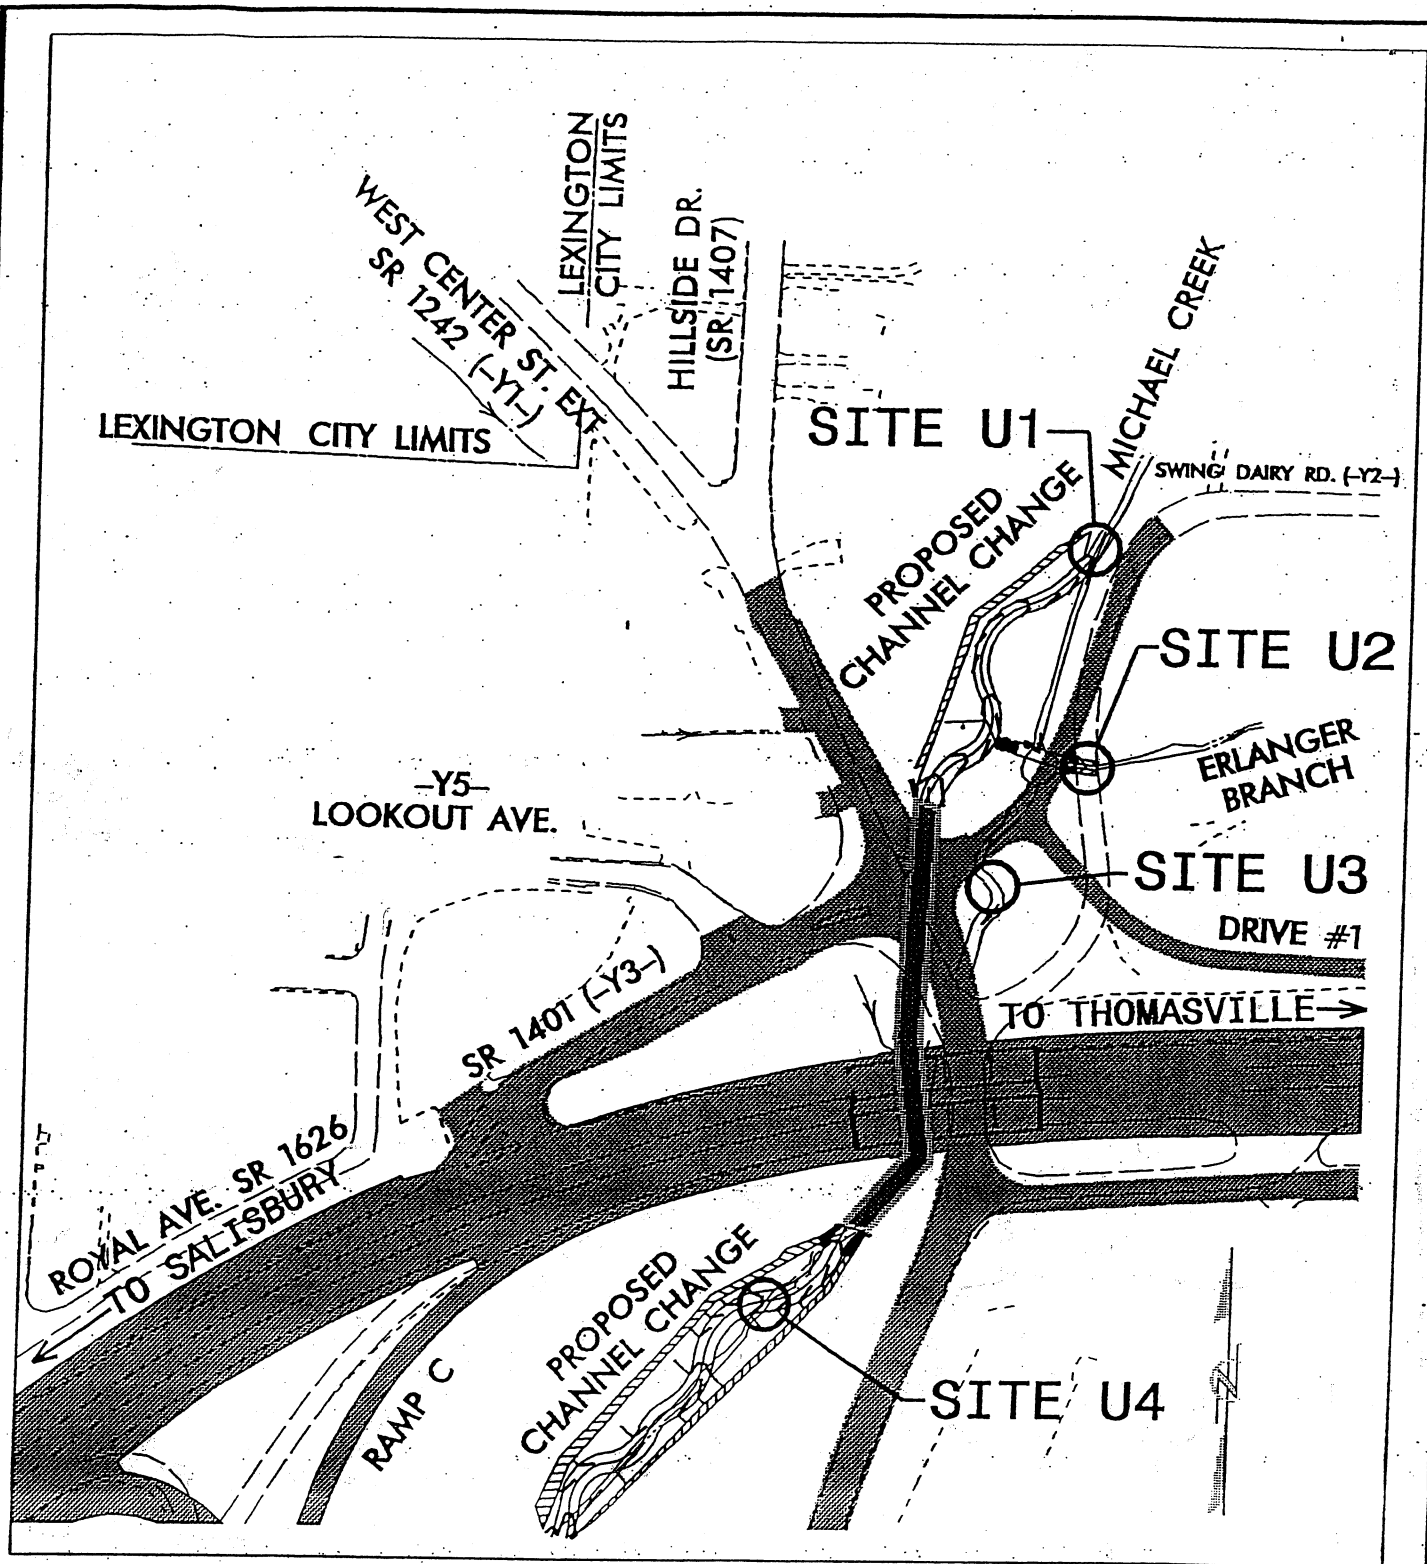 LEXINGTON
CITY LIMITS
WEST CENTER ST. EXT
SR 1242 (-Y1-)
HILLSIDE DR.
(SR 1407)
MICHAEL CREEK
LEXINGTON CITY LIMITS
SITE U1
SWING DAIRY RD. (-Y2-)
PROPOSED
CHANNEL CHANGE
SITE U2
ERLANGER
BRANCH
-Y5-
LOOKOUT AVE.
SITE U3
DRIVE #1
SR 1401 (-Y3-)
TO THOMASVILLE
ROYAL AVE. SR 1626
TO SALISBURY
PROPOSED
CHANNEL CHANGE
RAMP C
SITE U4